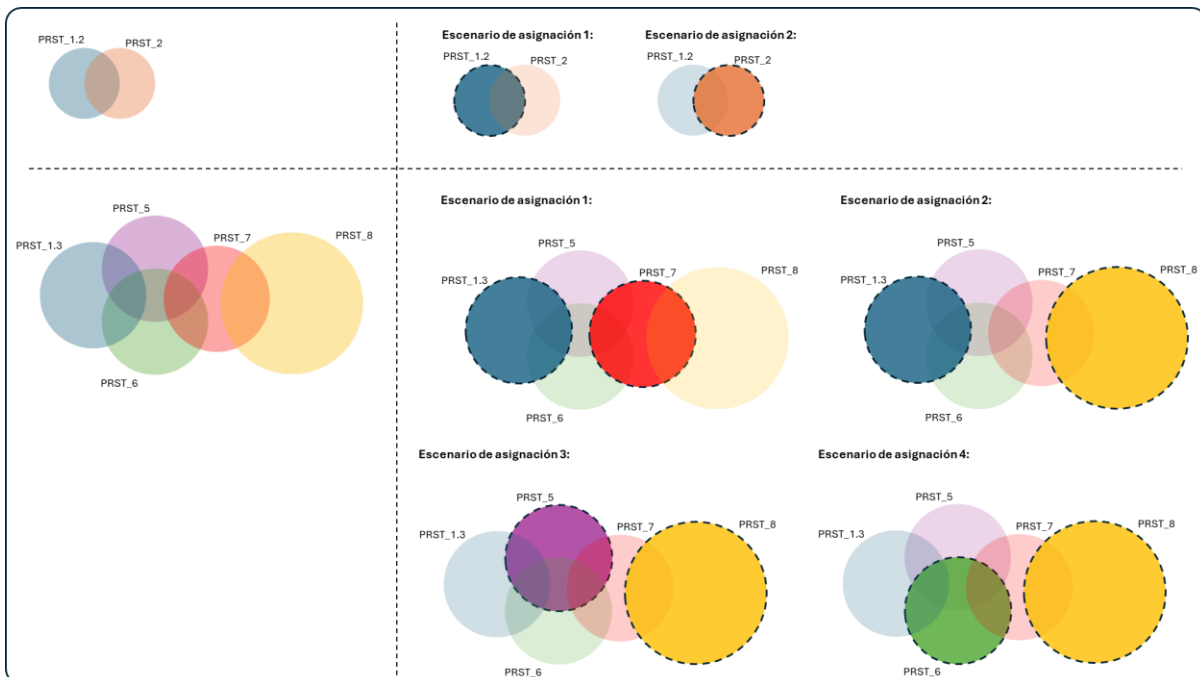 PRST_1.2
PRST_2
Escenario de asignación 1:
PRST_1.2
PRST_2
Escenario de asignación 2:
PRST_1.2
PRST_2
PRST_5
PRST_1.3
PRST_7
PRST_8
PRST_6
Escenario de asignación 1:
PRST_5
PRST_1.3
PRST_7
PRST_8
PRST_6
Escenario de asignación 2:
PRST_5
PRST_1.3
PRST_7
PRST_8
PRST_6
Escenario de asignación 3:
PRST_5
PRST_1.3
PRST_7
PRST_8
PRST_6
Escenario de asignación 4:
PRST_5
PRST_1.3
PRST_7
PRST_8
PRST_6